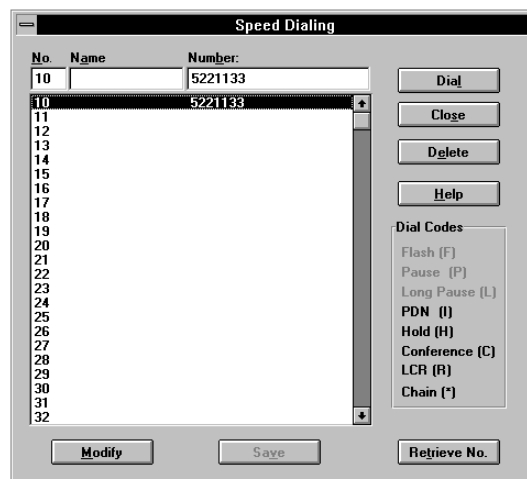 Speed Dialing
No. Name Number:
10 5221133
10 5221133
11
12
13
14
15
16
17
18
19
20
21
22
23
24
25
26
27
28
29
30
31
32
Dial
Close
Delete
Help
Dial Codes
Flash (F)
Pause (P)
Long Pause (L)
PDN (I)
Hold (H)
Conference (C)
LCR (R)
Chain (*)
Modify Save Retrieve No.